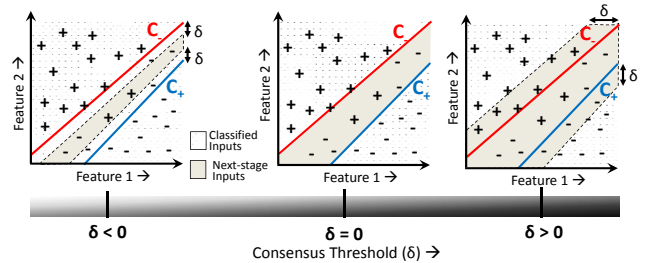 C-
δ
δ
C+
Feature 2 →
Feature 1 →
Classified
Inputs
Next-stage
Inputs
C-
C+
Feature 2 →
Feature 1 →
δ
C-
δ
C+
Feature 2 →
Feature 1 →
δ < 0
δ = 0
δ > 0
Consensus Threshold (δ) →